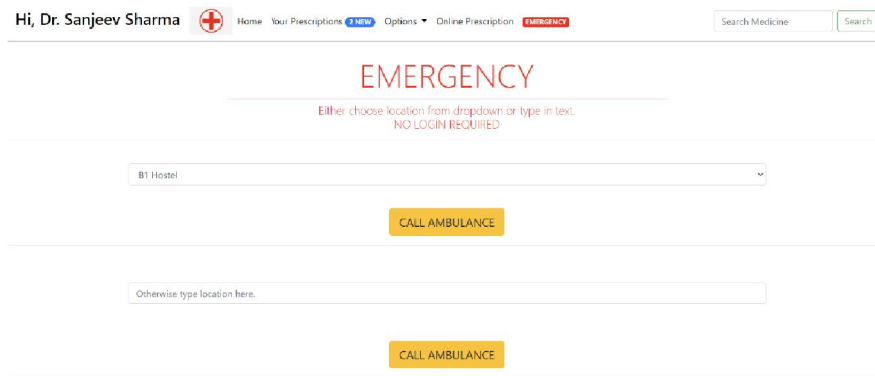 Hi, Dr. Sanjeev Sharma Home Your Prescriptions 2 NEW Options Online Prescription EMERGENCY Search Medicine Search
EMERGENCY
Either choose location from dropdown or type in text.
NO LOGIN REQUIRED
B1 Hostel
CALL AMBULANCE
Otherwise type location here.
CALL AMBULANCE